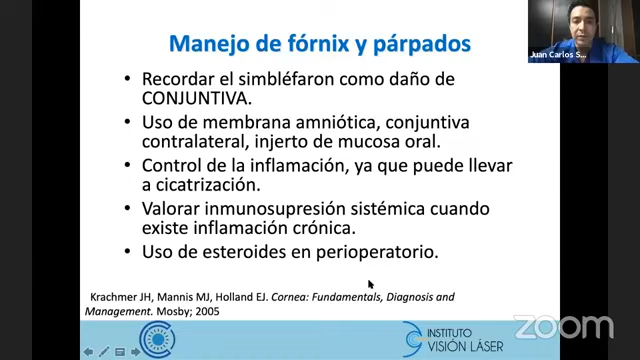 Manejo de fórnix y párpados
Juan Carlos S...
• Recordar el simbléfaron como daño de
CONJUNTIVA.
• Uso de membrana amniótica, conjuntiva
contralateral, injerto de mucosa oral.
• Control de la inflamación, ya que puede llevar
a cicatrización.
• Valorar inmunosupresión sistémica cuando
existe inflamación crónica.
• Uso de esteroides en perioperatorio.
Krachmer JH, Mannis MJ, Holland EJ. Cornea: Fundamentals, Diagnosis and
Management. Mosby; 2005
INSTITUTO
VISIÓN LÁSER
zoom